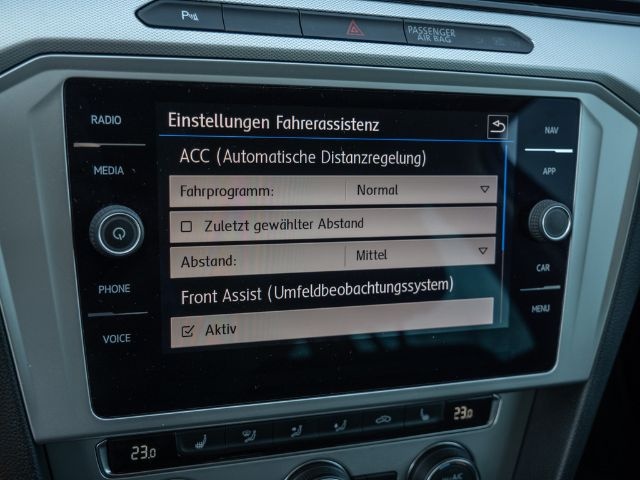 P
PASSENGER
AIR BAG
RADIO
MEDIA
PHONE
VOICE
Einstellungen Fahrerassistenz
ACC (Automatische Distanzregelung)
Fahrprogramm: Normal
Zuletzt gewählter Abstand
Abstand: Mittel
Front Assist (Umfeldbeobachtungssystem)
Aktiv
NAV
APP
CAR
MENU
23.0
23.0